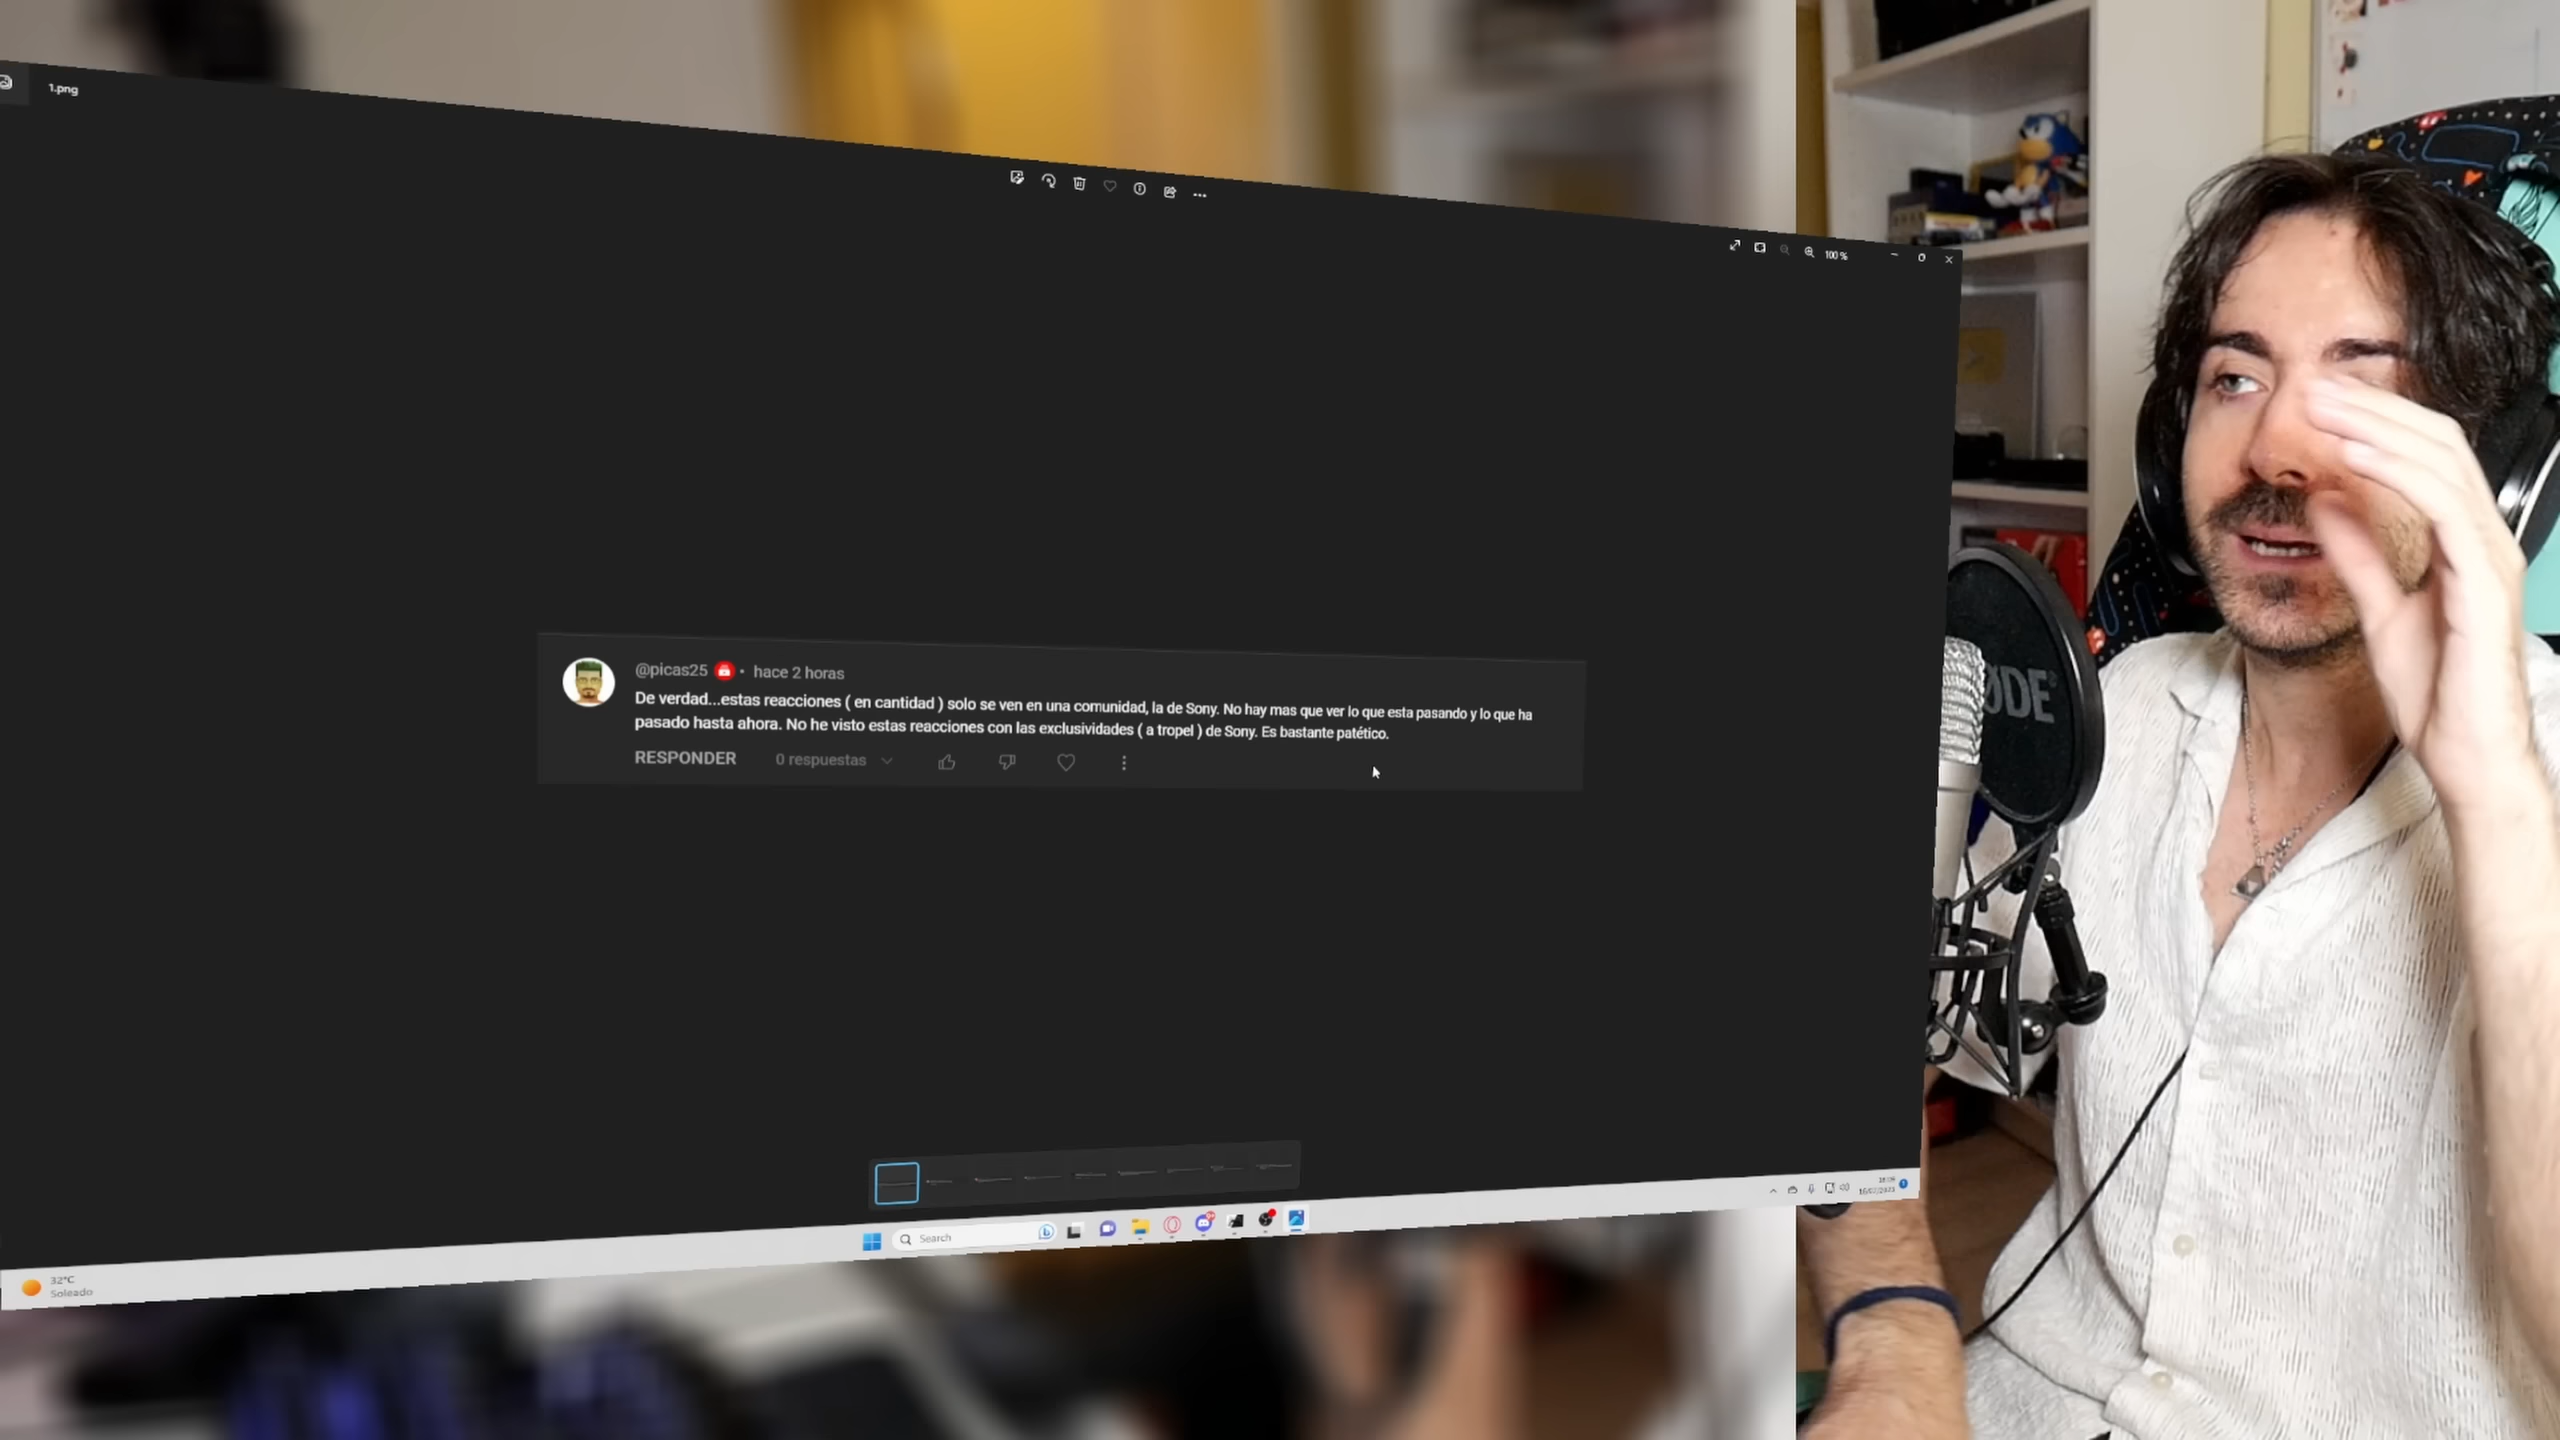 1.png
100 %
@picas25 • hace 2 horas
De verdad...estas reacciones ( en cantidad ) solo se ven en una comunidad, la de Sony. No hay mas que ver lo que esta pasando y lo que ha
pasado hasta ahora. No he visto estas reacciones con las exclusividades ( a tropel ) de Sony. Es bastante patético.
RESPONDER 0 respuestas
RØDE
Search
32°C
Soleado